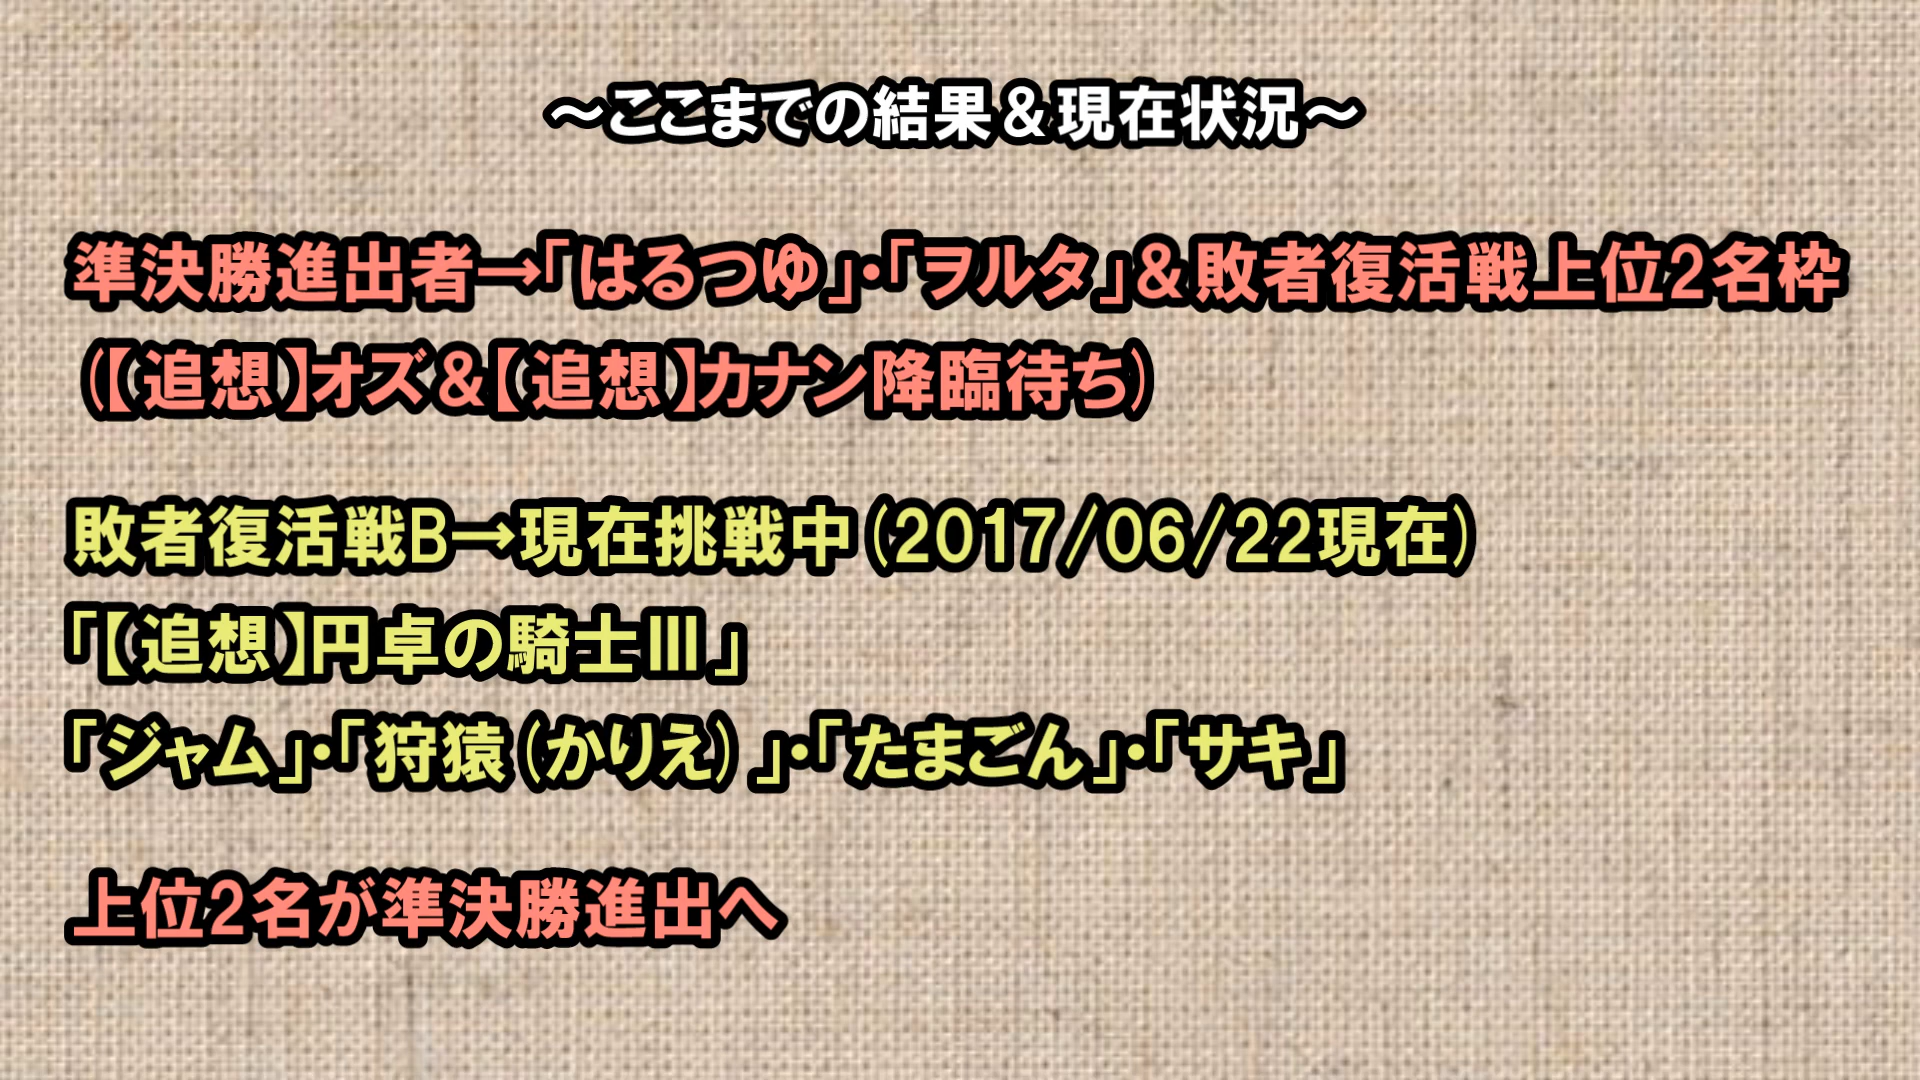 ～ここまでの結果＆現在状況～
準決勝進出者→「はるつゆ」・「ヲルタ」＆敗者復活戦上位2名枠
(【追想】オズ＆【追想】カナン降臨待ち)
敗者復活戦B→現在挑戦中(2017/06/22現在)
「【追想】円卓の騎士Ⅲ」
「ジャム」・「狩猿(かりえ)」・「たまごん」・「サキ」
上位2名が準決勝進出へ